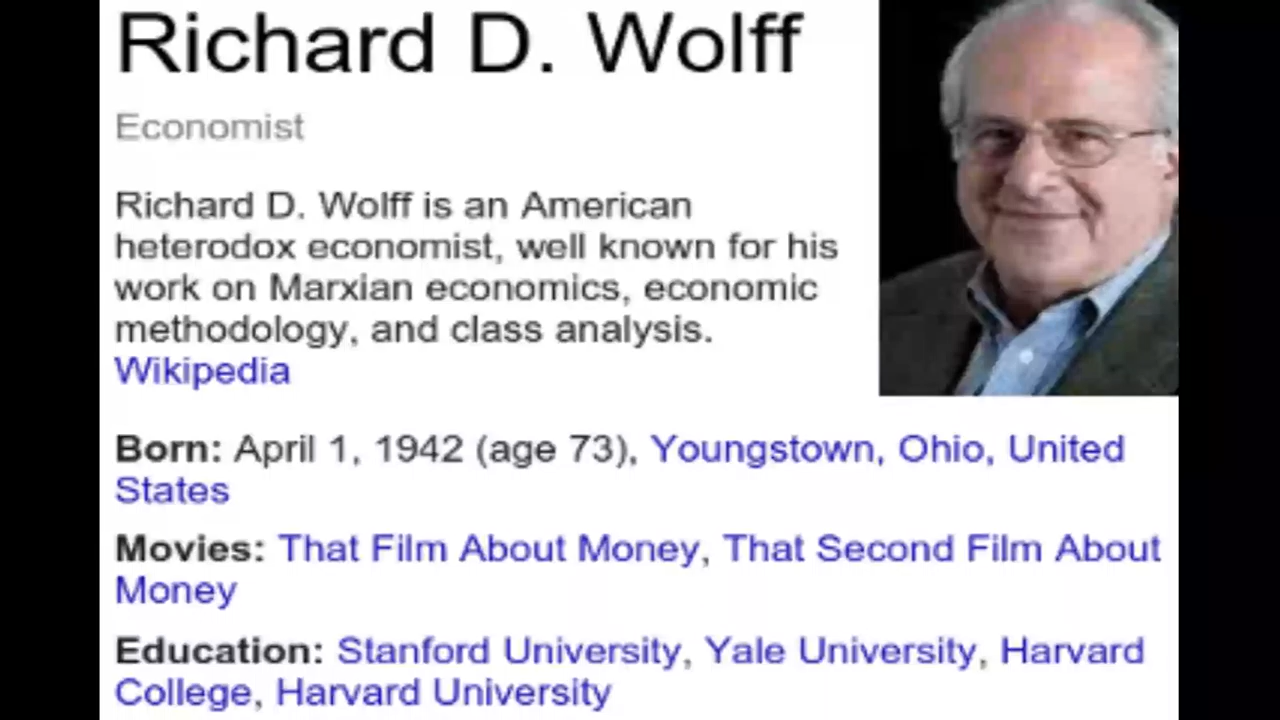 Richard D. Wolff
Economist
Richard D. Wolff is an American
heterodox economist, well known for his
work on Marxian economics, economic
methodology, and class analysis.
Wikipedia
Born: April 1, 1942 (age 73), Youngstown, Ohio, United
States
Movies: That Film About Money, That Second Film About
Money
Education: Stanford University, Yale University, Harvard
College, Harvard University